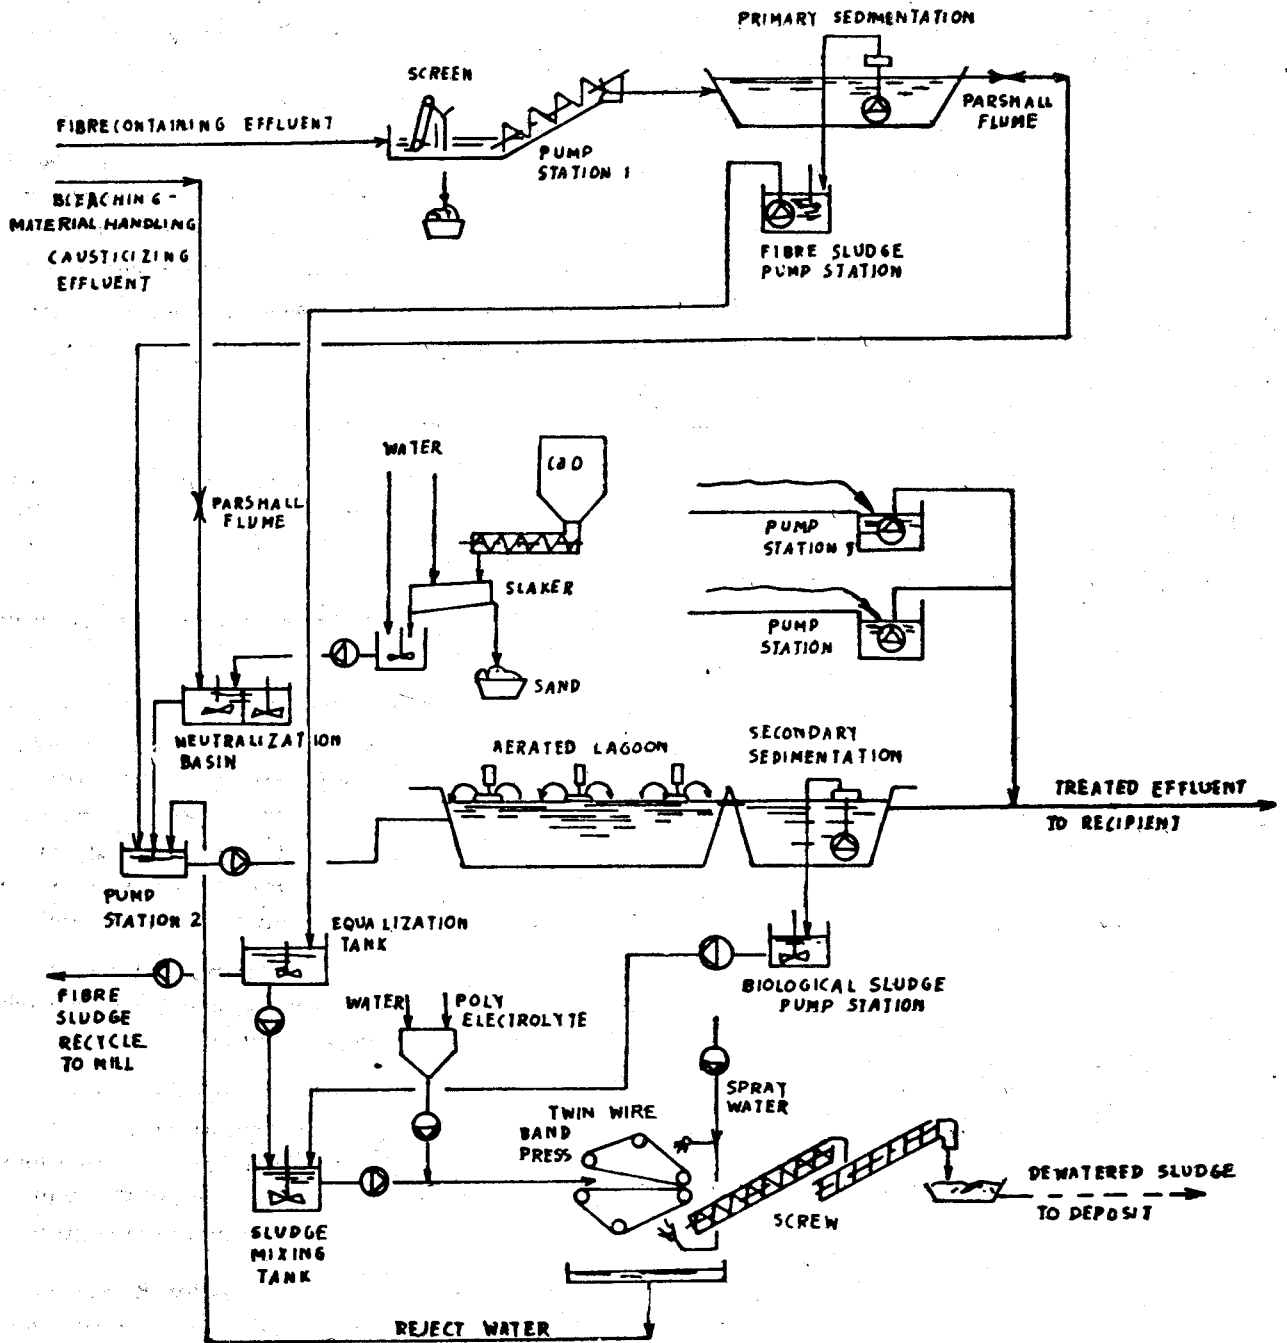 PRIMARY SEDIMENTATION
SCREEN
FIBRECONTAINING EFFLUENT
PUMP
STATION 1
PARSHALL
FLUME
BLEACHING-
MATERIAL HANDLING
CAUSTICIZING
EFFLUENT
FIBRE SLUDGE
PUMP STATION
WATER
CaO
PARSHALL
FLUME
PUMP
STATION 3
SLAKER
PUMP
STATION
SAND
NEUTRALIZATION
BASIN
AERATED LAGOON
SECONDARY
SEDIMENTATION
TREATED EFFLUENT
TO RECIPIENT
PUMP
STATION 2
EQUALIZATION
TANK
FIBRE
SLUDGE
RECYCLE
TO MILL
WATER
POLY
ELECTROLYTE
BIOLOGICAL SLUDGE
PUMP STATION
SPRAY
WATER
TWIN WIRE
BAND
PRESS
DEWATERED SLUDGE
TO DEPOSIT
SCREW
SLUDGE
MIXING
TANK
REJECT WATER